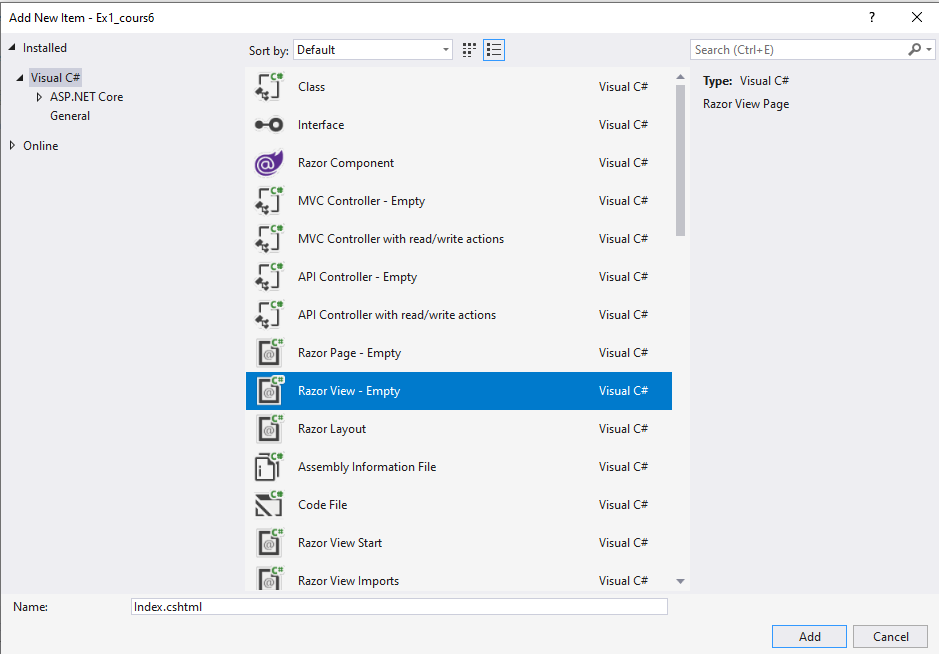 Add New Item - Ex1_cours6
?
Installed
Visual C#
ASP.NET Core
General
Online
Sort by: Default
Search (Ctrl+E)
Class Visual C#
Interface Visual C#
Razor Component Visual C#
MVC Controller - Empty Visual C#
MVC Controller with read/write actions Visual C#
API Controller - Empty Visual C#
API Controller with read/write actions Visual C#
Razor Page - Empty Visual C#
Razor View - Empty Visual C#
Razor Layout Visual C#
Assembly Information File Visual C#
Code File Visual C#
Razor View Start Visual C#
Razor View Imports Visual C#
Type: Visual C#
Razor View Page
Name: Index.cshtml
Add Cancel